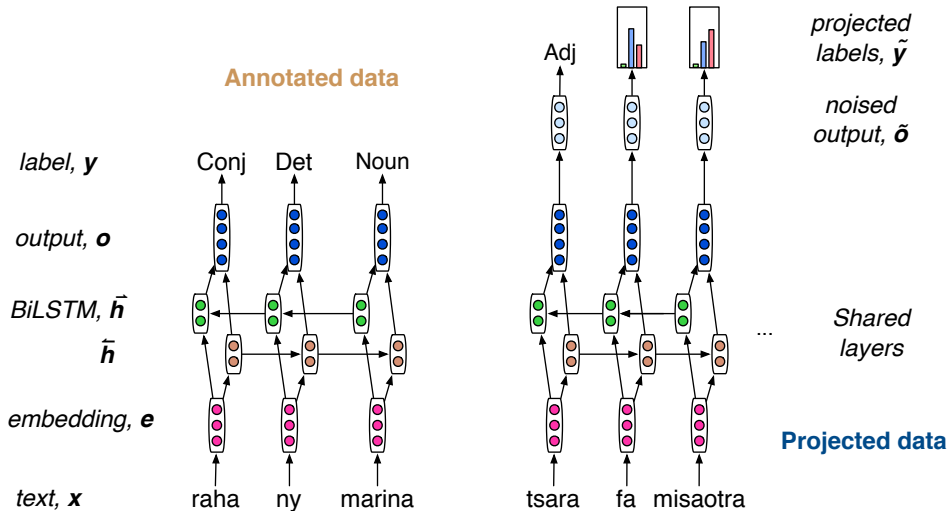 projected
labels, ỹ
Adj
Annotated data
noised
output, õ
label, y
Conj Det Noun
output, o
BiLSTM, h⃗
h⃖
...
Shared
layers
embedding, e
Projected data
text, x
raha ny marina
tsara fa misaotra